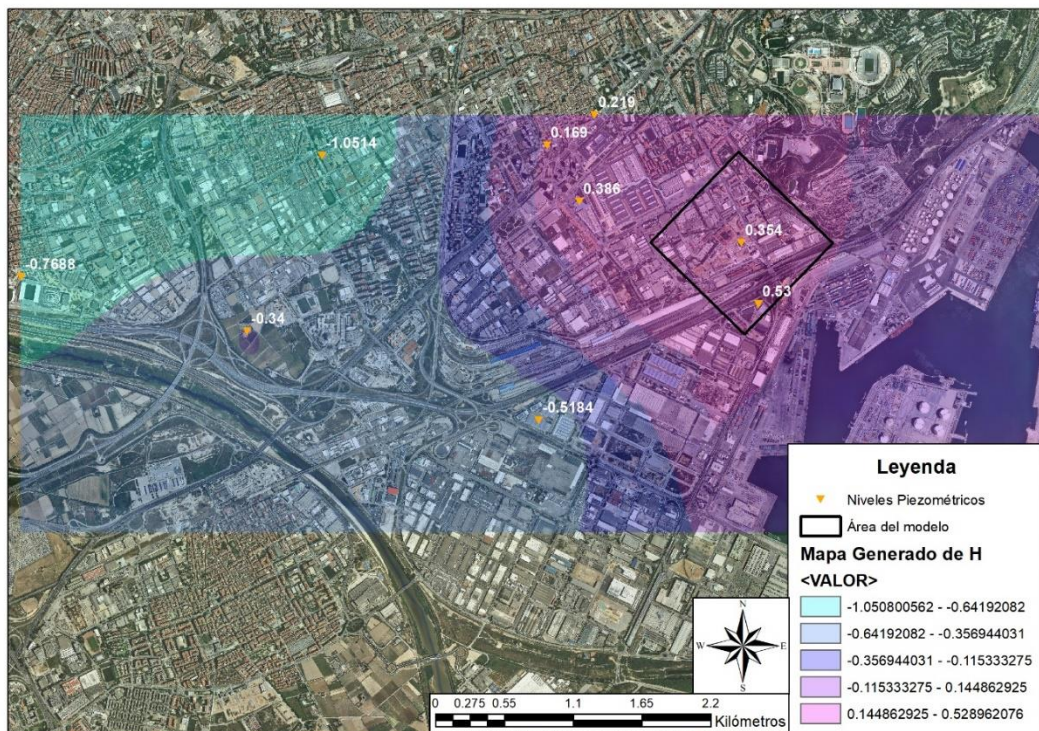 0.219
-1.0514
0.169
0.386
0.354
-0.7688
0.53
-0.34
-0.5184
Leyenda
Niveles Piezométricos
Área del modelo
Mapa Generado de H
<VALOR>
-1.050800562 - -0.64192082
-0.64192082 - -0.356944031
-0.356944031 - -0.115333275
-0.115333275 - 0.144862925
0.144862925 - 0.528962076
N
W E
S
0 0.275 0.55 1.1 1.65 2.2
Kilómetros